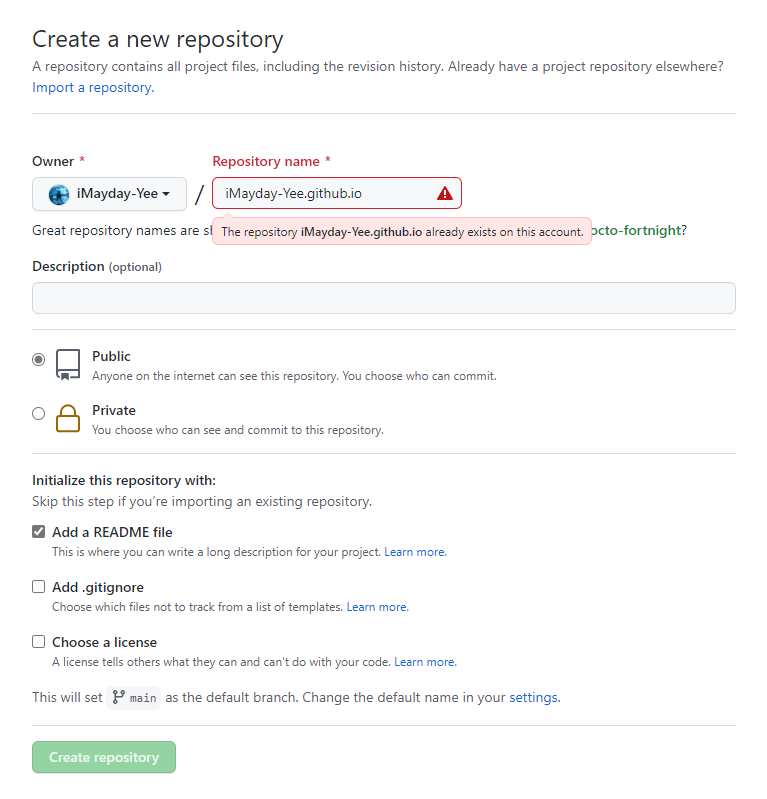 Create a new repository
A repository contains all project files, including the revision history. Already have a project repository elsewhere?
Import a repository.
Owner *
Repository name *
iMayday-Yee
/
iMayday-Yee.github.io
Great repository names are sh
The repository iMayday-Yee.github.io already exists on this account.
octo-fortnight?
Description (optional)
Public
Anyone on the internet can see this repository. You choose who can commit.
Private
You choose who can see and commit to this repository.
Initialize this repository with:
Skip this step if you're importing an existing repository.
Add a README file
This is where you can write a long description for your project. Learn more.
Add .gitignore
Choose which files not to track from a list of templates. Learn more.
Choose a license
A license tells others what they can and can't do with your code. Learn more.
This will set main as the default branch. Change the default name in your settings.
Create repository